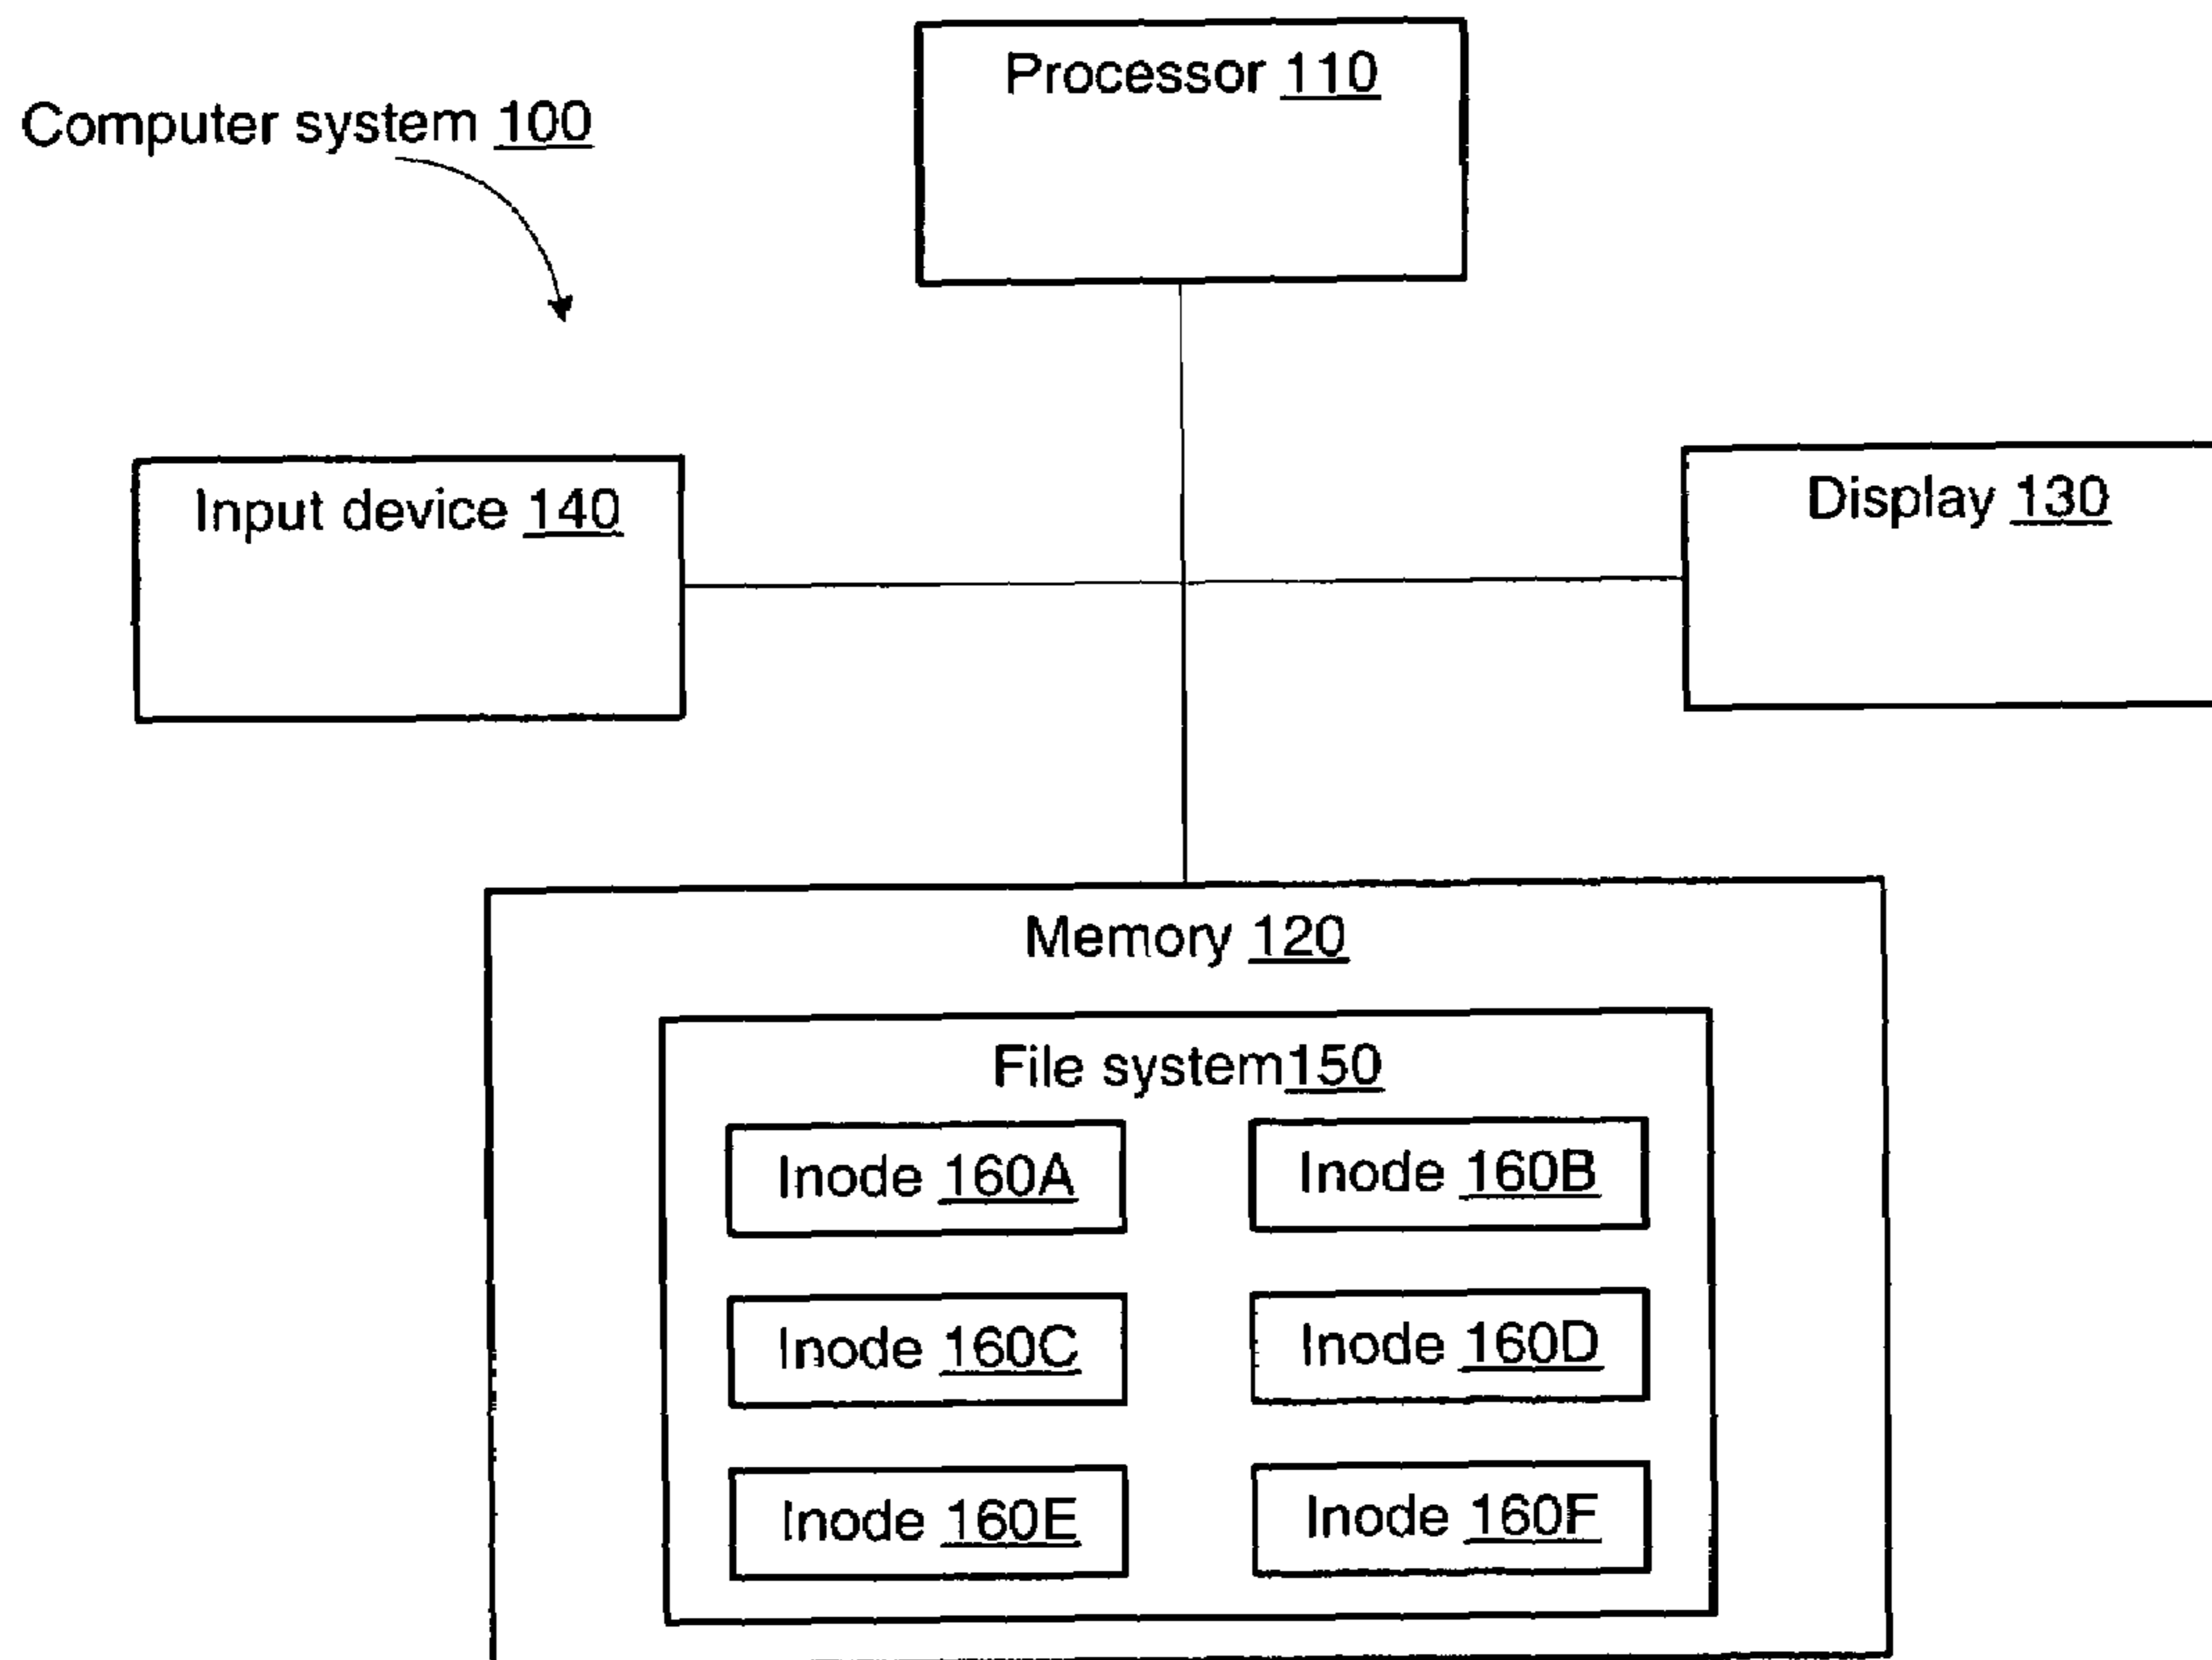 Processor 110
Computer system 100
Input device 140
Display 130
Memory 120
File system150
Inode 160A
Inode 160B
Inode 160C
Inode 160D
Inode 160E
Inode 160F